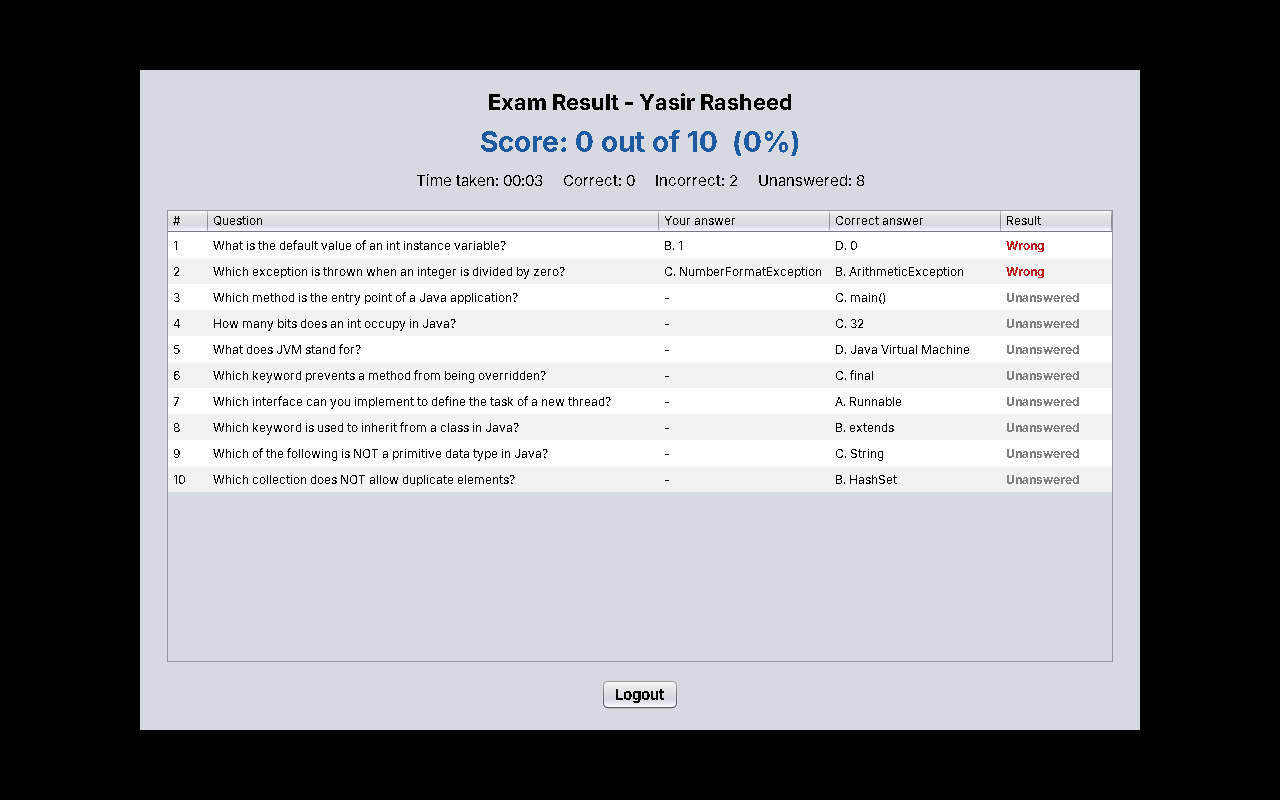 Exam Result - Yasir Rasheed
Score: 0 out of 10 (0%)
Time taken: 00:03 Correct: 0 Incorrect: 2 Unanswered: 8
# Question Your answer Correct answer Result
1 What is the default value of an int instance variable? B. 1 D. 0 Wrong
2 Which exception is thrown when an integer is divided by zero? C. NumberFormatException B. ArithmeticException Wrong
3 Which method is the entry point of a Java application? - C. main() Unanswered
4 How many bits does an int occupy in Java? - C. 32 Unanswered
5 What does JVM stand for? - D. Java Virtual Machine Unanswered
6 Which keyword prevents a method from being overridden? - C. final Unanswered
7 Which interface can you implement to define the task of a new thread? - A. Runnable Unanswered
8 Which keyword is used to inherit from a class in Java? - B. extends Unanswered
9 Which of the following is NOT a primitive data type in Java? - C. String Unanswered
10 Which collection does NOT allow duplicate elements? - B. HashSet Unanswered
Logout